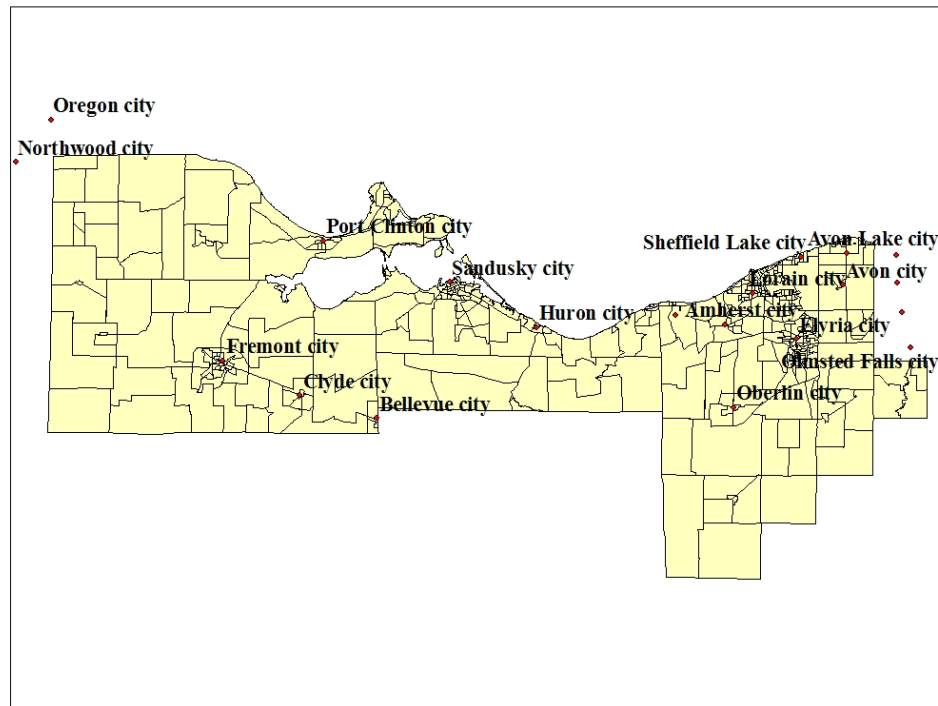 Oregon city
Northwood city
Port Clinton city
Sheffield Lake city
Avon Lake city
Sandusky city
Lorain city
Avon city
Huron city
Amherst city
Elyria city
Fremont city
Olmsted Falls city
Clyde city
Oberlin city
Bellevue city